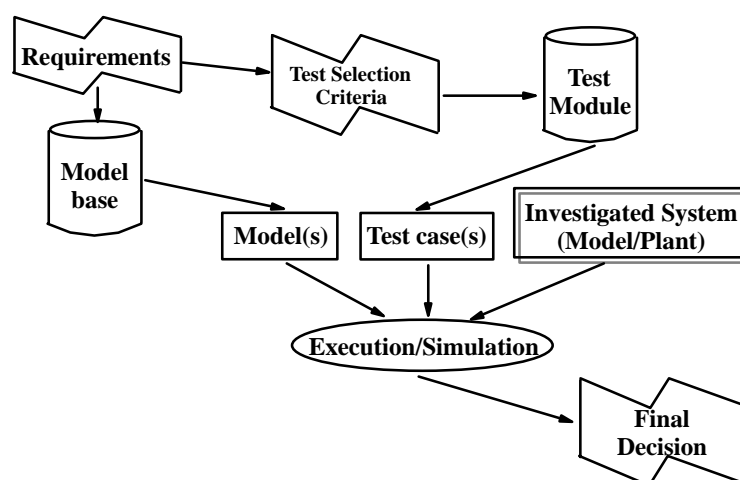 Requirements
Test Selection
Criteria
Test
Module
Model
base
Model(s)
Test case(s)
Investigated System
(Model/Plant)
Execution/Simulation
Final
Decision